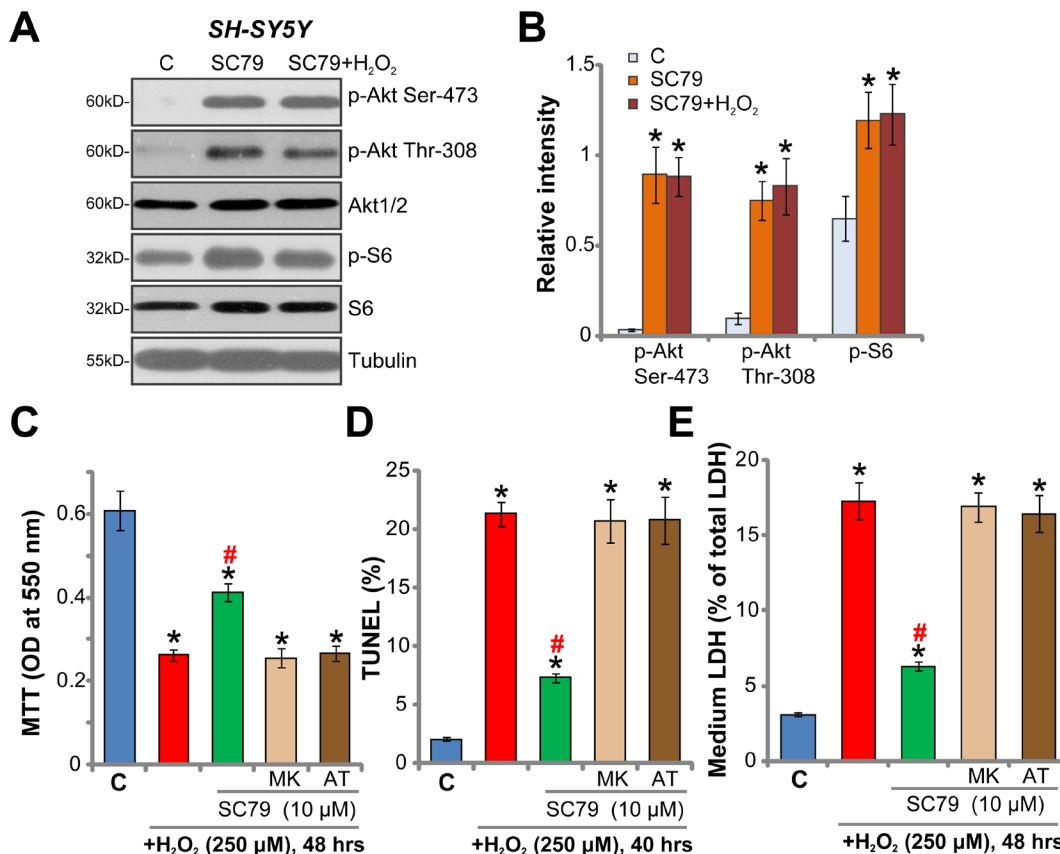 A
SH-SY5Y
C SC79 SC79+H₂O₂
60kD- p-Akt Ser-473
60kD- p-Akt Thr-308
60kD- Akt1/2
32kD- p-S6
32kD- S6
55kD- Tubulin
B
C
SC79
SC79+H₂O₂
Relative intensity
1.5
1
0.5
0
* * * * * *
p-Akt Ser-473
p-Akt Thr-308
p-S6
C
MTT (OD at 550 nm)
0.6
0.4
0.2
0
* # * * *
C MK AT
SC79 (10 µM)
+H₂O₂ (250 µM), 48 hrs
D
TUNEL (%)
25
20
15
10
5
0
* # * * *
C MK AT
SC79 (10 µM)
+H₂O₂ (250 µM), 40 hrs
E
Medium LDH (% of total LDH)
20
15
10
5
0
* # * * *
C MK AT
SC79 (10 µM)
+H₂O₂ (250 µM), 48 hrs